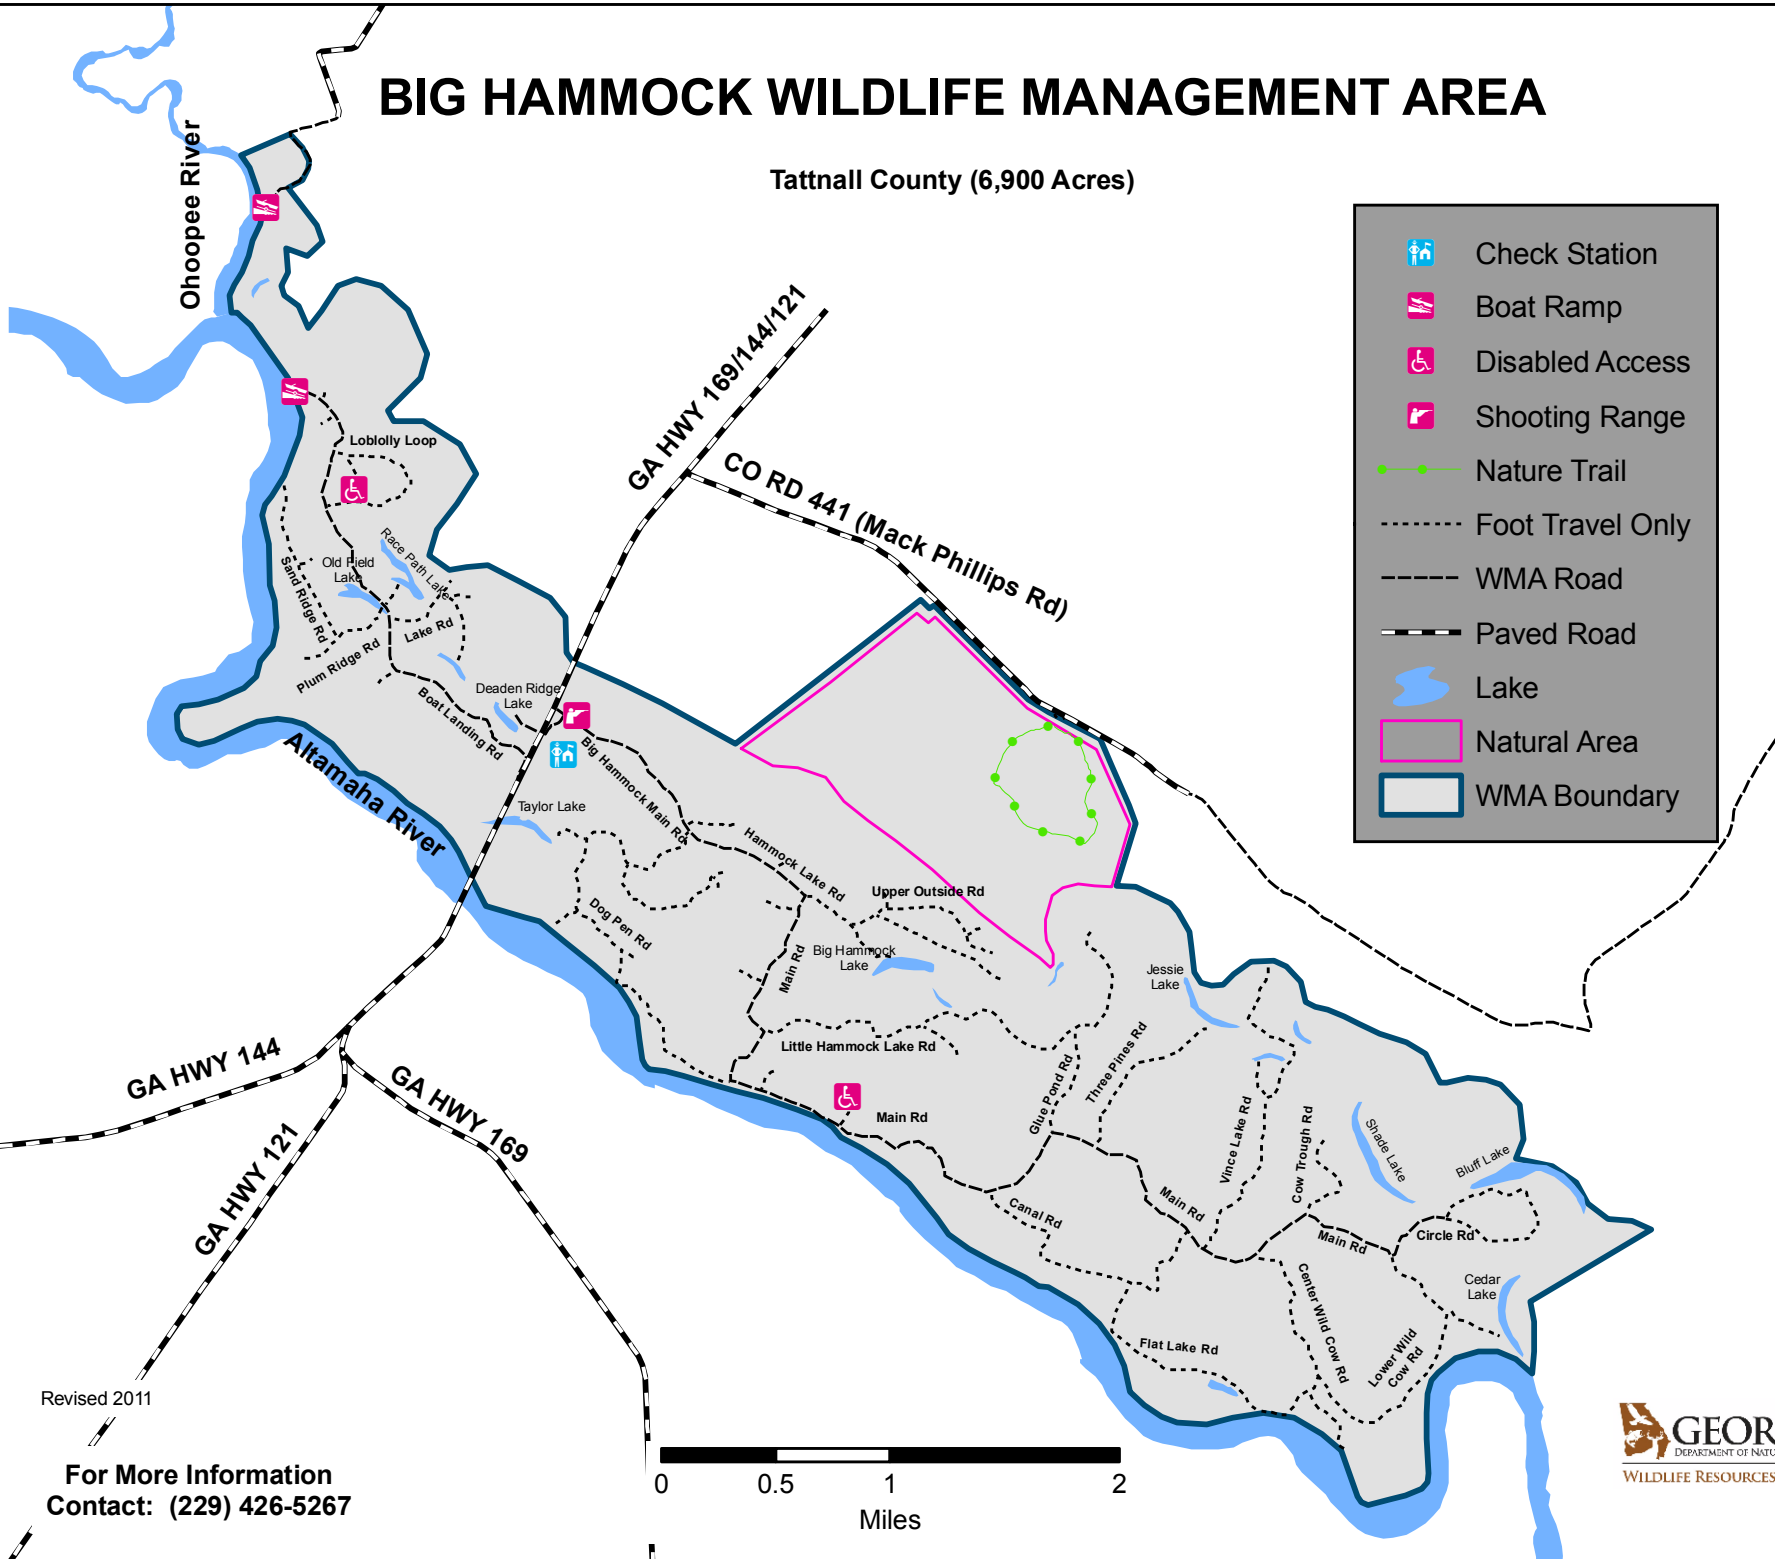 BIG HAMMOCK WILDLIFE MANAGEMENT AREA
Tattnall County (6,900 Acres)
Ohoopee River
GA HWY 169/144/121
CO RD 441 (Mack Phillips Rd)
Check Station
Boat Ramp
Disabled Access
Shooting Range
Nature Trail
Foot Travel Only
WMA Road
Paved Road
Lake
Natural Area
WMA Boundary
Loblolly Loop
Race Path Lake
Old Field
Lake
Sand Ridge Rd
Lake Rd
Plum Ridge Rd
Deaden Ridge
Lake
Boat Landing Rd
Big Hammock Main Rd
Altamaha River
Taylor Lake
Hammock Lake Rd
Upper Outside Rd
Dog Pen Rd
Main Rd
Big Hammock
Lake
Jessie
Lake
Little Hammock Lake Rd
Glue Pond Rd
Three Pines Rd
Main Rd
Vince Lake Rd
Cow Trough Rd
Shade Lake
Bluff Lake
Canal Rd
Main Rd
Main Rd
Circle Rd
Cedar
Lake
Center Wild Cow Rd
Lower Wild
Cow Rd
Flat Lake Rd
GA HWY 144
GA HWY 121
GA HWY 169
Revised 2011
For More Information
Contact: (229) 426-5267
0 0.5 1 2
Miles
GEOR
DEPARTMENT OF NATU
WILDLIFE RESOURCES